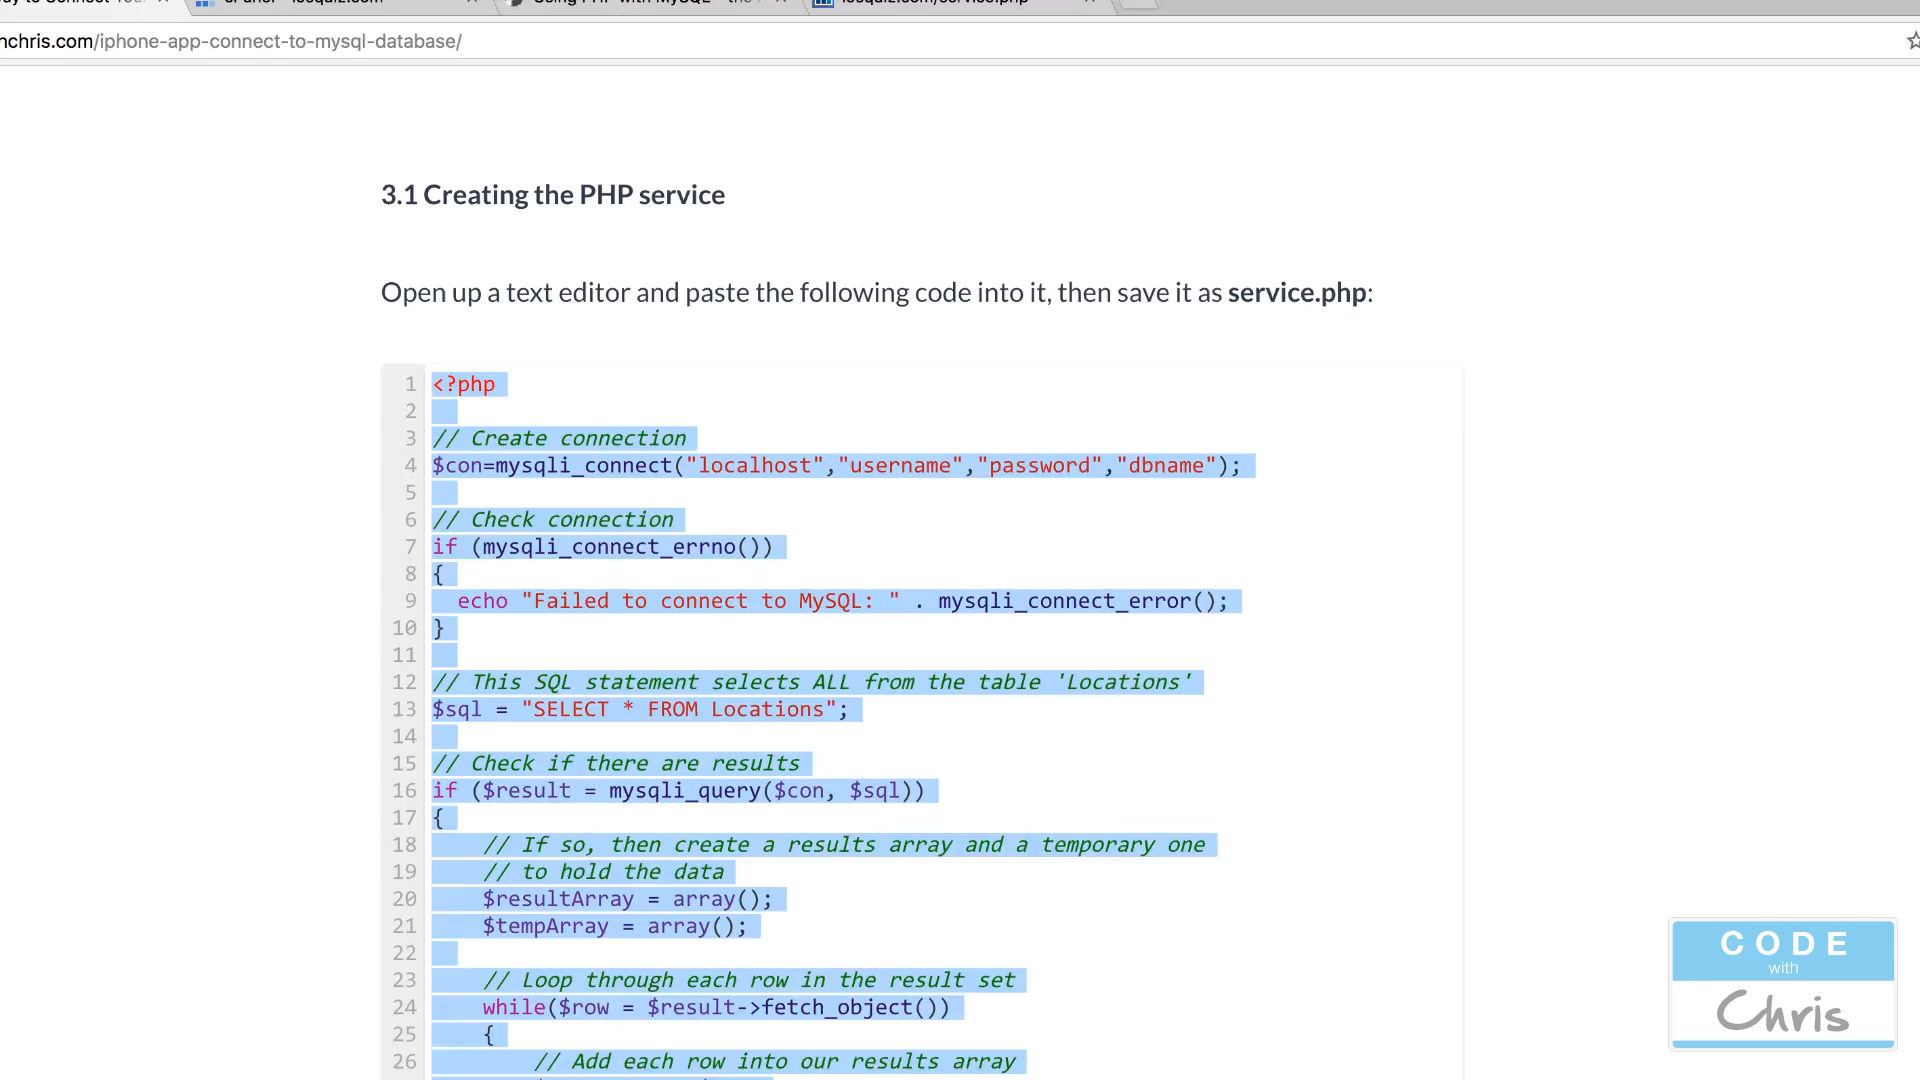 nchris.com/iphone-app-connect-to-mysql-database/
3.1 Creating the PHP service
Open up a text editor and paste the following code into it, then save it as service.php:
1 <?php
2
3 // Create connection
4 $con=mysqli_connect("localhost","username","password","dbname");
5
6 // Check connection
7 if (mysqli_connect_errno())
8 {
9 echo "Failed to connect to MySQL: " . mysqli_connect_error();
10 }
11
12 // This SQL statement selects ALL from the table 'Locations'
13 $sql = "SELECT * FROM Locations";
14
15 // Check if there are results
16 if ($result = mysqli_query($con, $sql))
17 {
18 // If so, then create a results array and a temporary one
19 // to hold the data
20 $resultArray = array();
21 $tempArray = array();
22
23 // Loop through each row in the result set
24 while($row = $result->fetch_object())
25 {
26 // Add each row into our results array
CODE
with
Chris